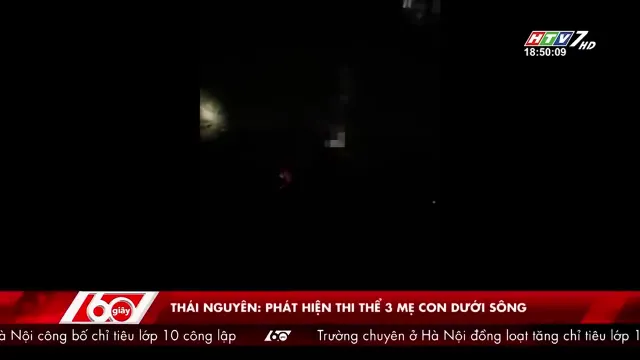 HTV7 HD
18:50:09
60 giây
THÁI NGUYÊN: PHÁT HIỆN THI THỂ 3 MẸ CON DƯỚI SÔNG
Nội công bố chỉ tiêu lớp 10 công lập 60 Trường chuyên ở Hà Nội đồng loạt tăng chỉ tiêu lớp